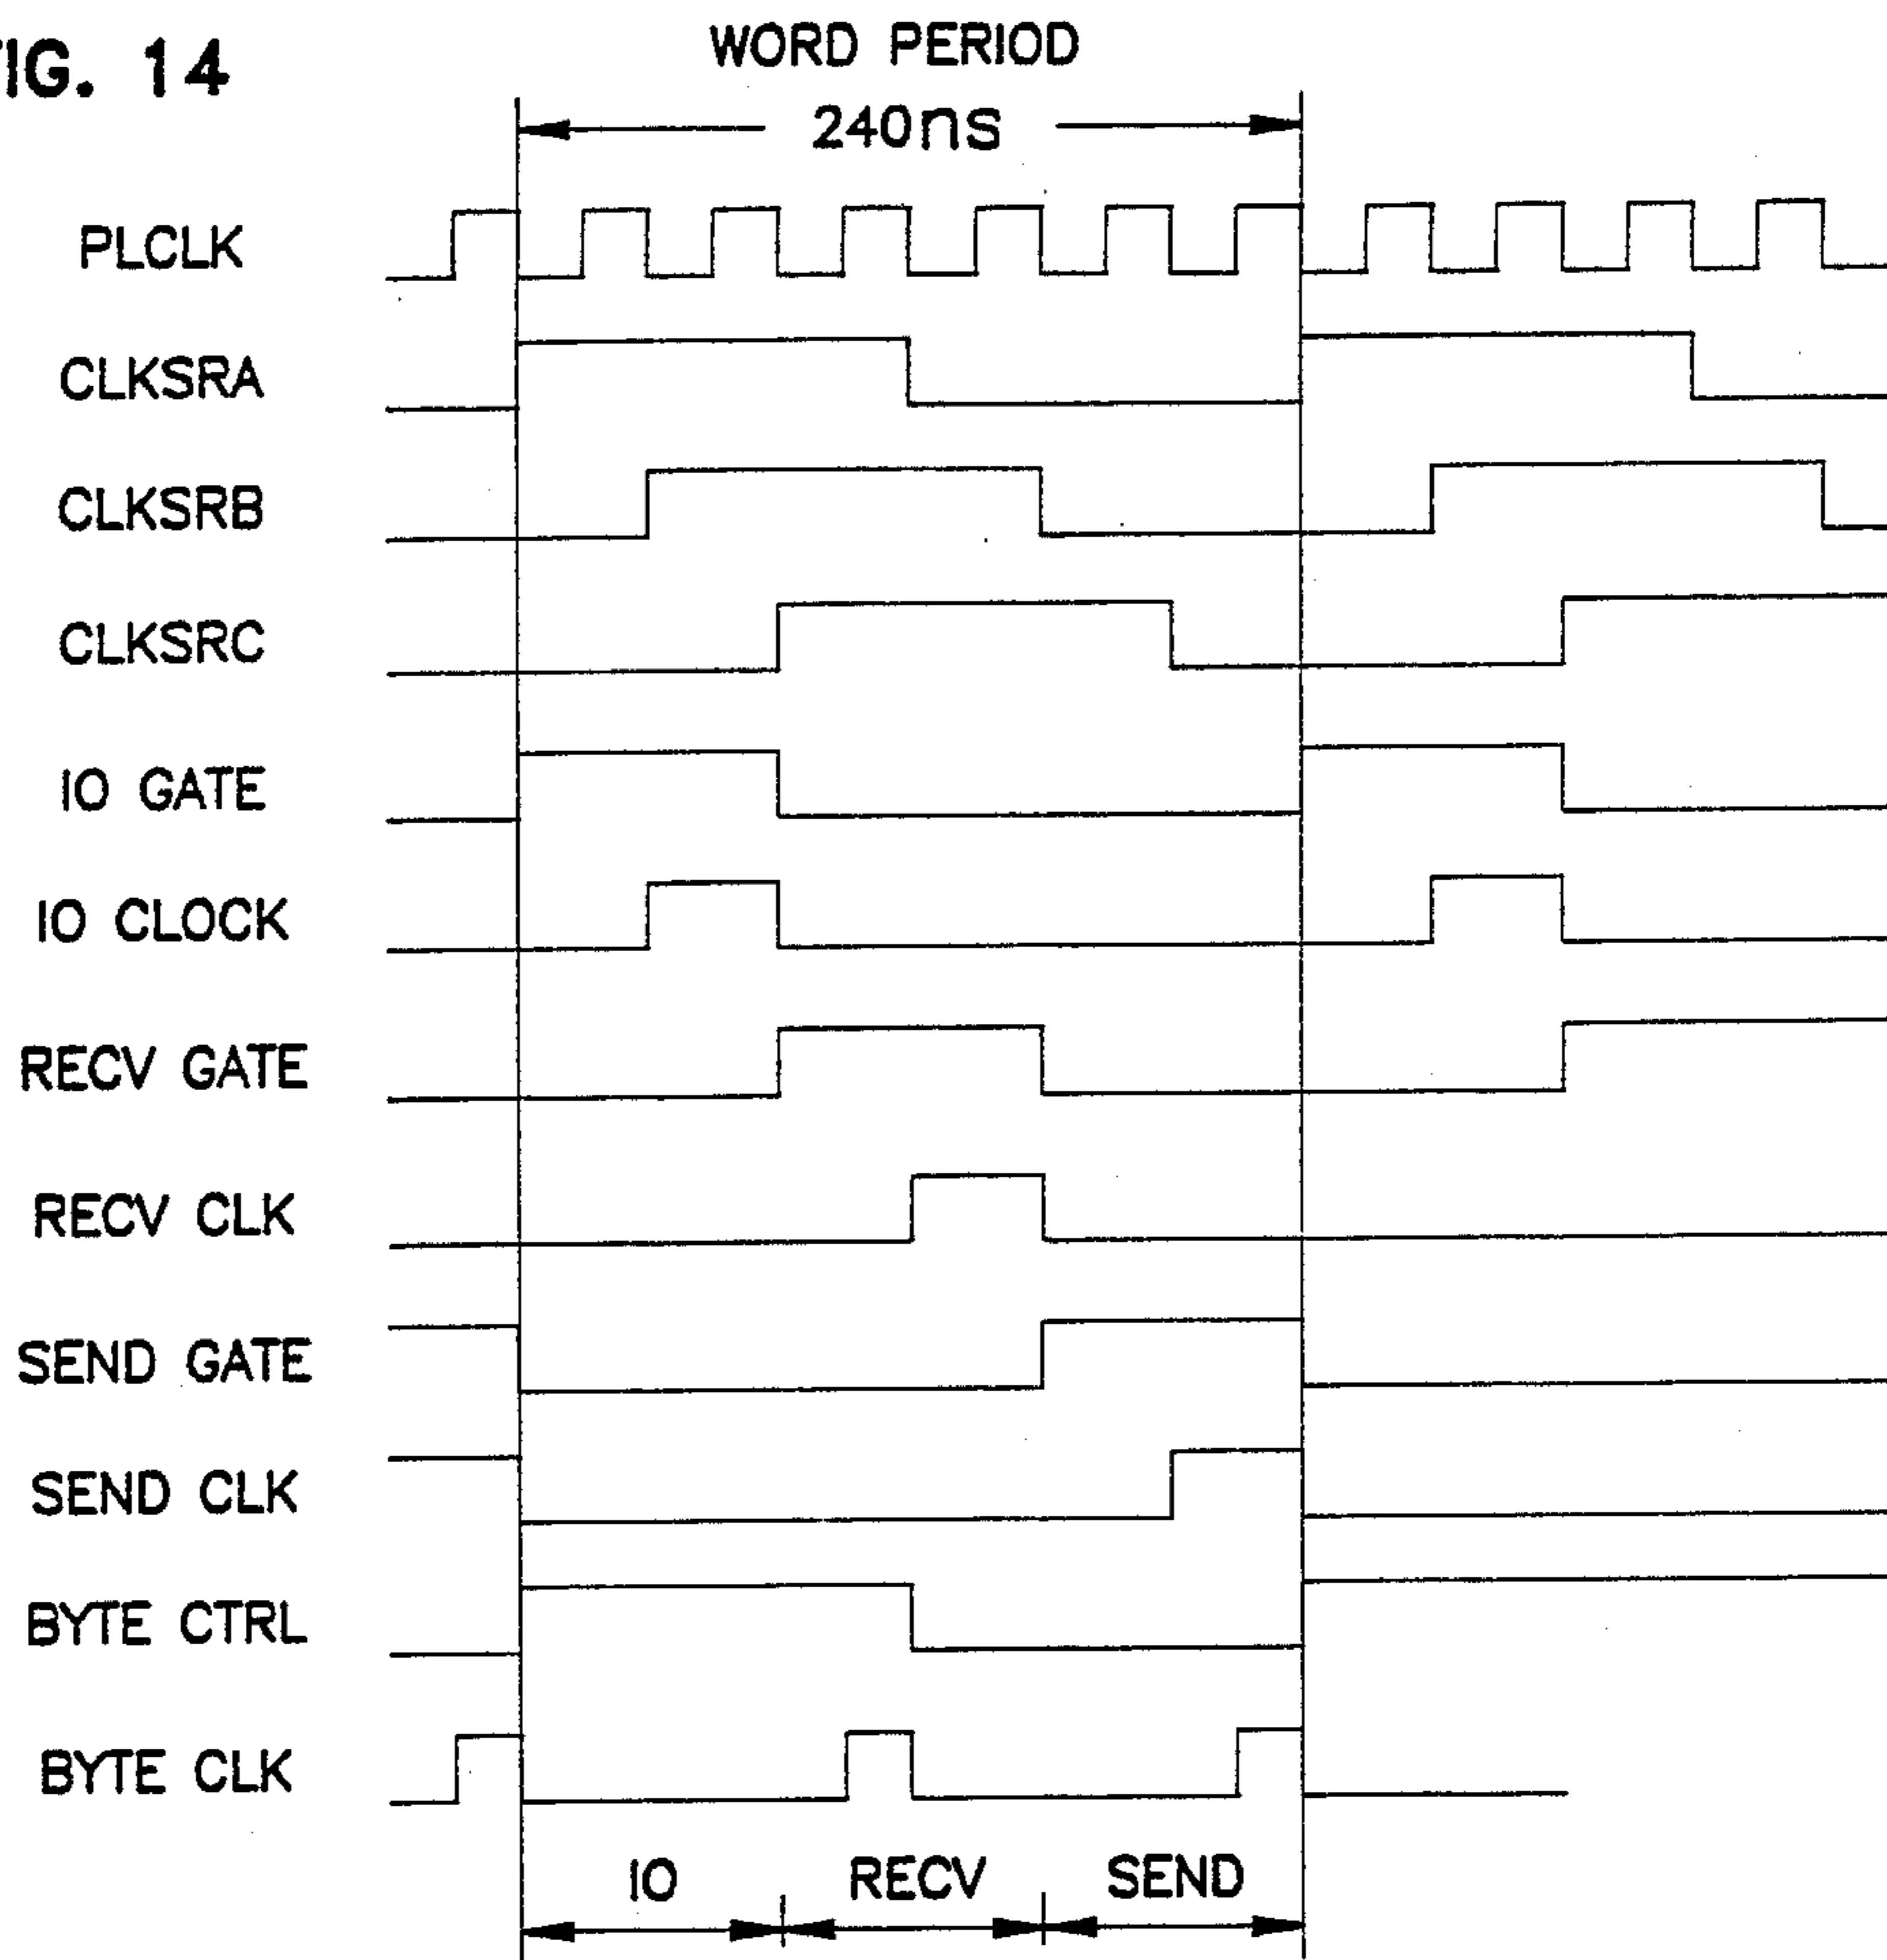 FIG. 14
WORD PERIOD
240ns
PLCLK
CLKSRA
CLKSRB
CLKSRC
IO GATE
IO CLOCK
RECV GATE
RECV CLK
SEND GATE
SEND CLK
BYTE CTRL
BYTE CLK
IO RECV SEND